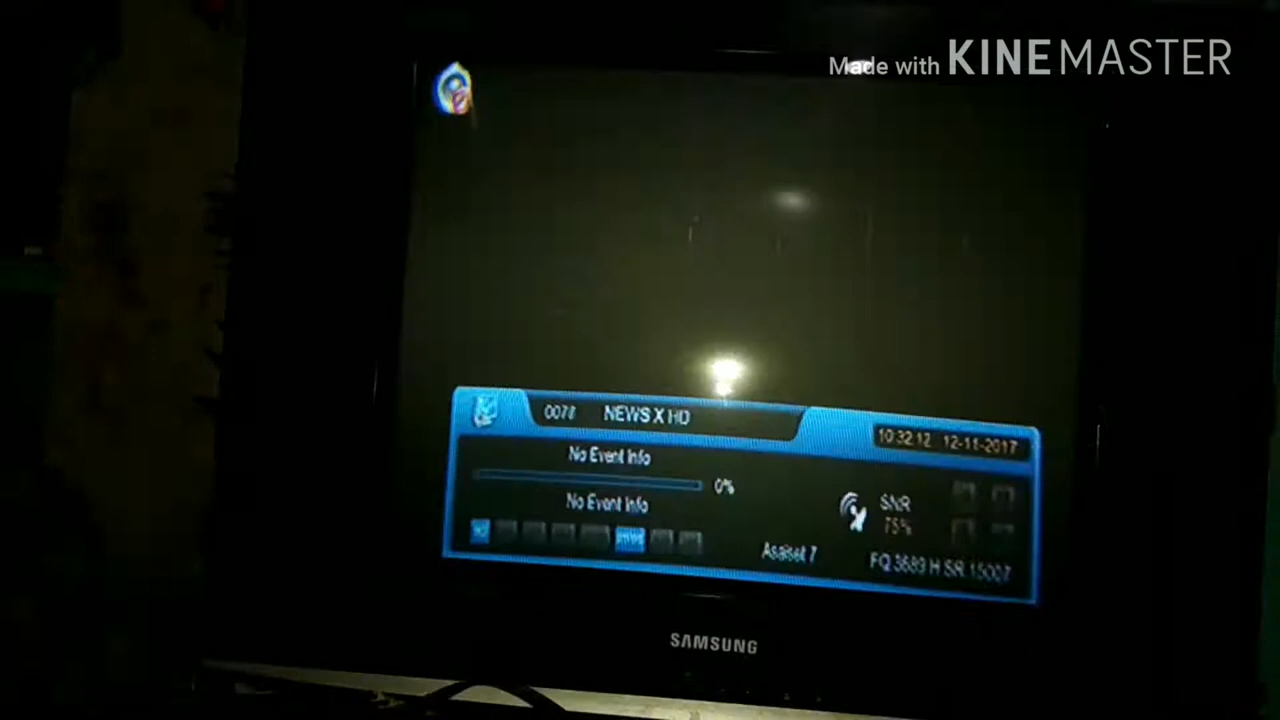 Made with KINEMASTER
0078 NEWS X HD
10:32:12 12-11-2017
No Event Info
0%
No Event Info
SNR
75%
Asaiset 7
FQ 3689 H SR 15007
SAMSUNG